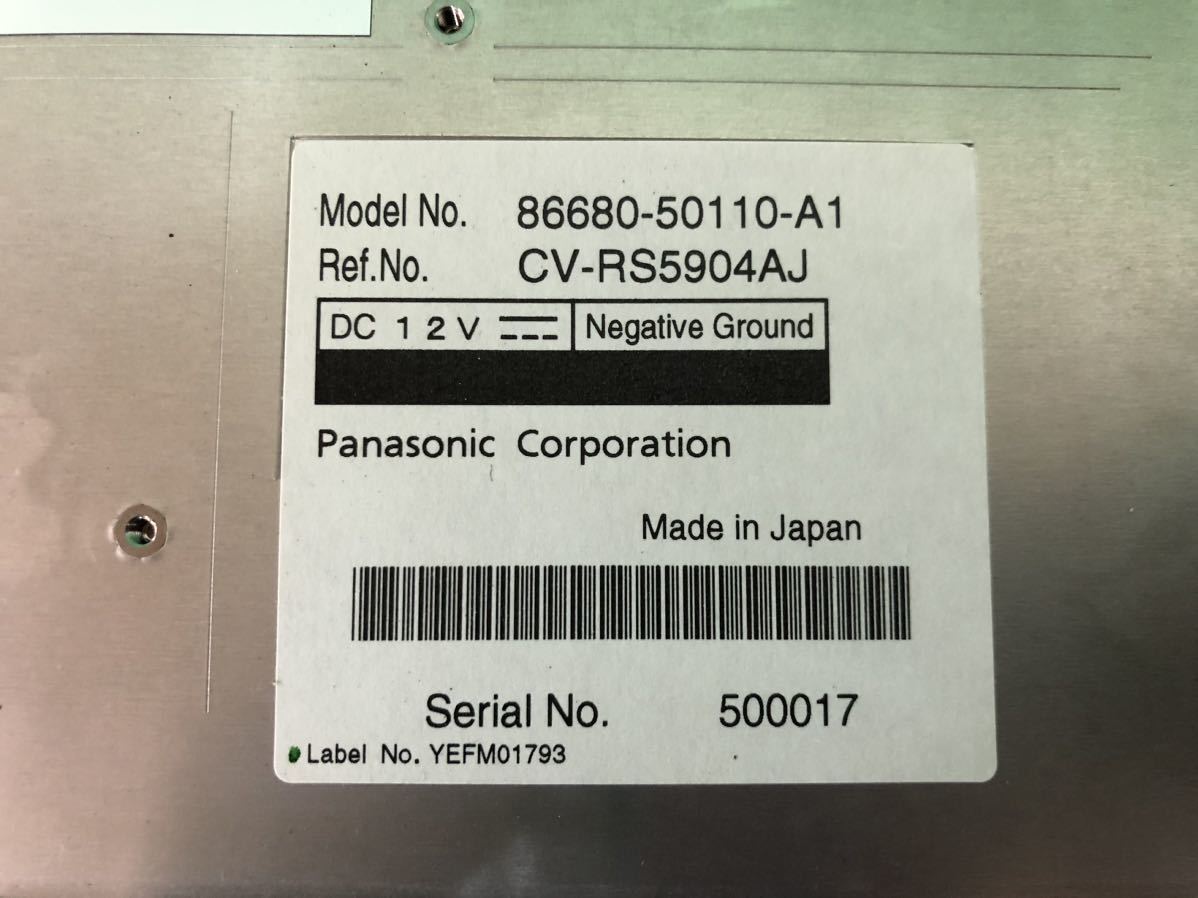 Model No. 86680-50110-A1
Ref.No. CV-RS5904AJ
DC 12V Negative Ground
Panasonic Corporation
Made in Japan
Serial No. 500017
Label No. YEFM01793